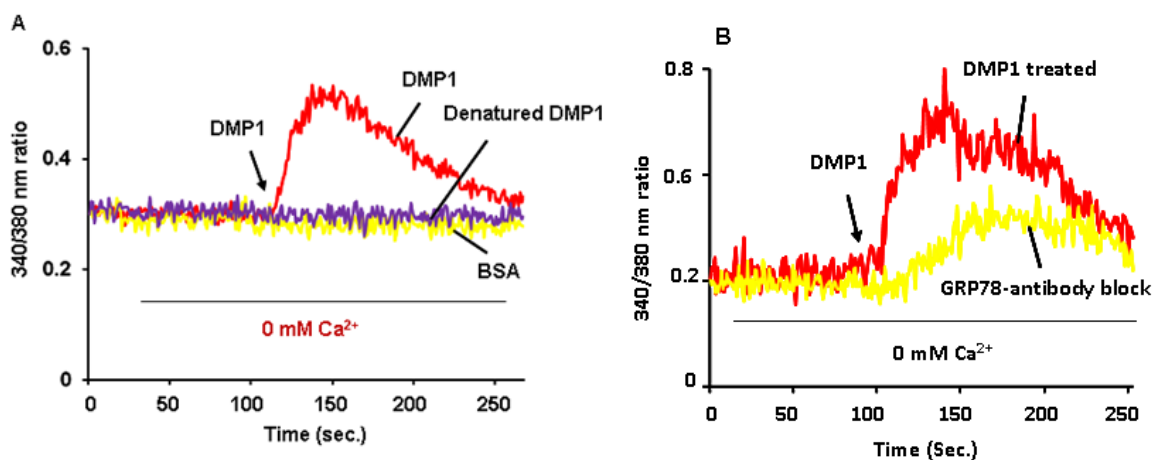 A
340/380 nm ratio
0.6
0.4
0.2
0
DMP1
DMP1
Denatured DMP1
BSA
0 mM Ca²⁺
0 50 100 150 200 250
Time (sec.)
B
340/380 nm ratio
0.8
0.6
0.2
0
DMP1 treated
DMP1
GRP78-antibody block
0 mM Ca²⁺
0 50 100 150 200 250
Time (Sec.)